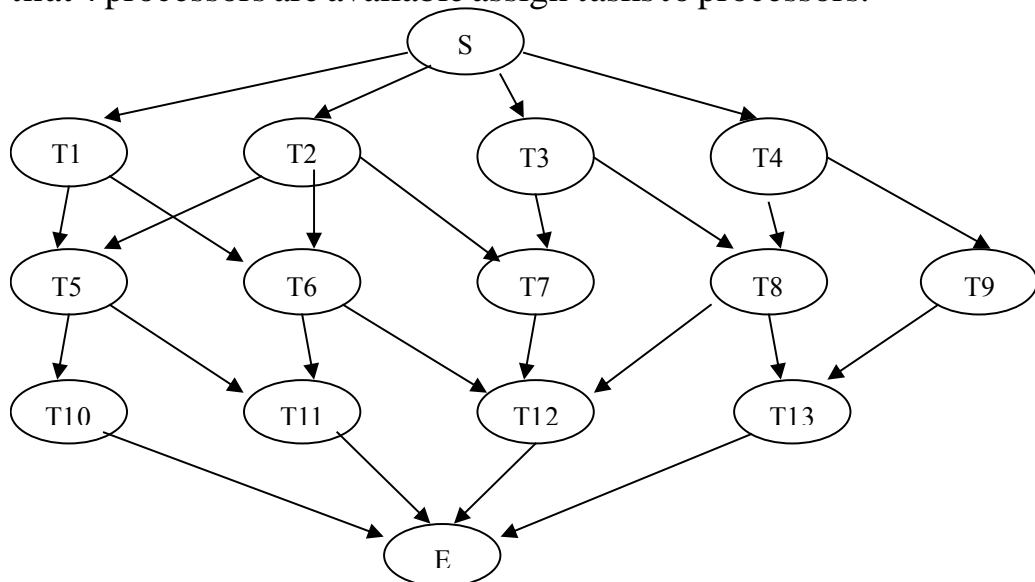 that 4 processors are available assign tasks to processors.
S
T1 T2 T3 T4
T5 T6 T7 T8 T9
T10 T11 T12 T13
E